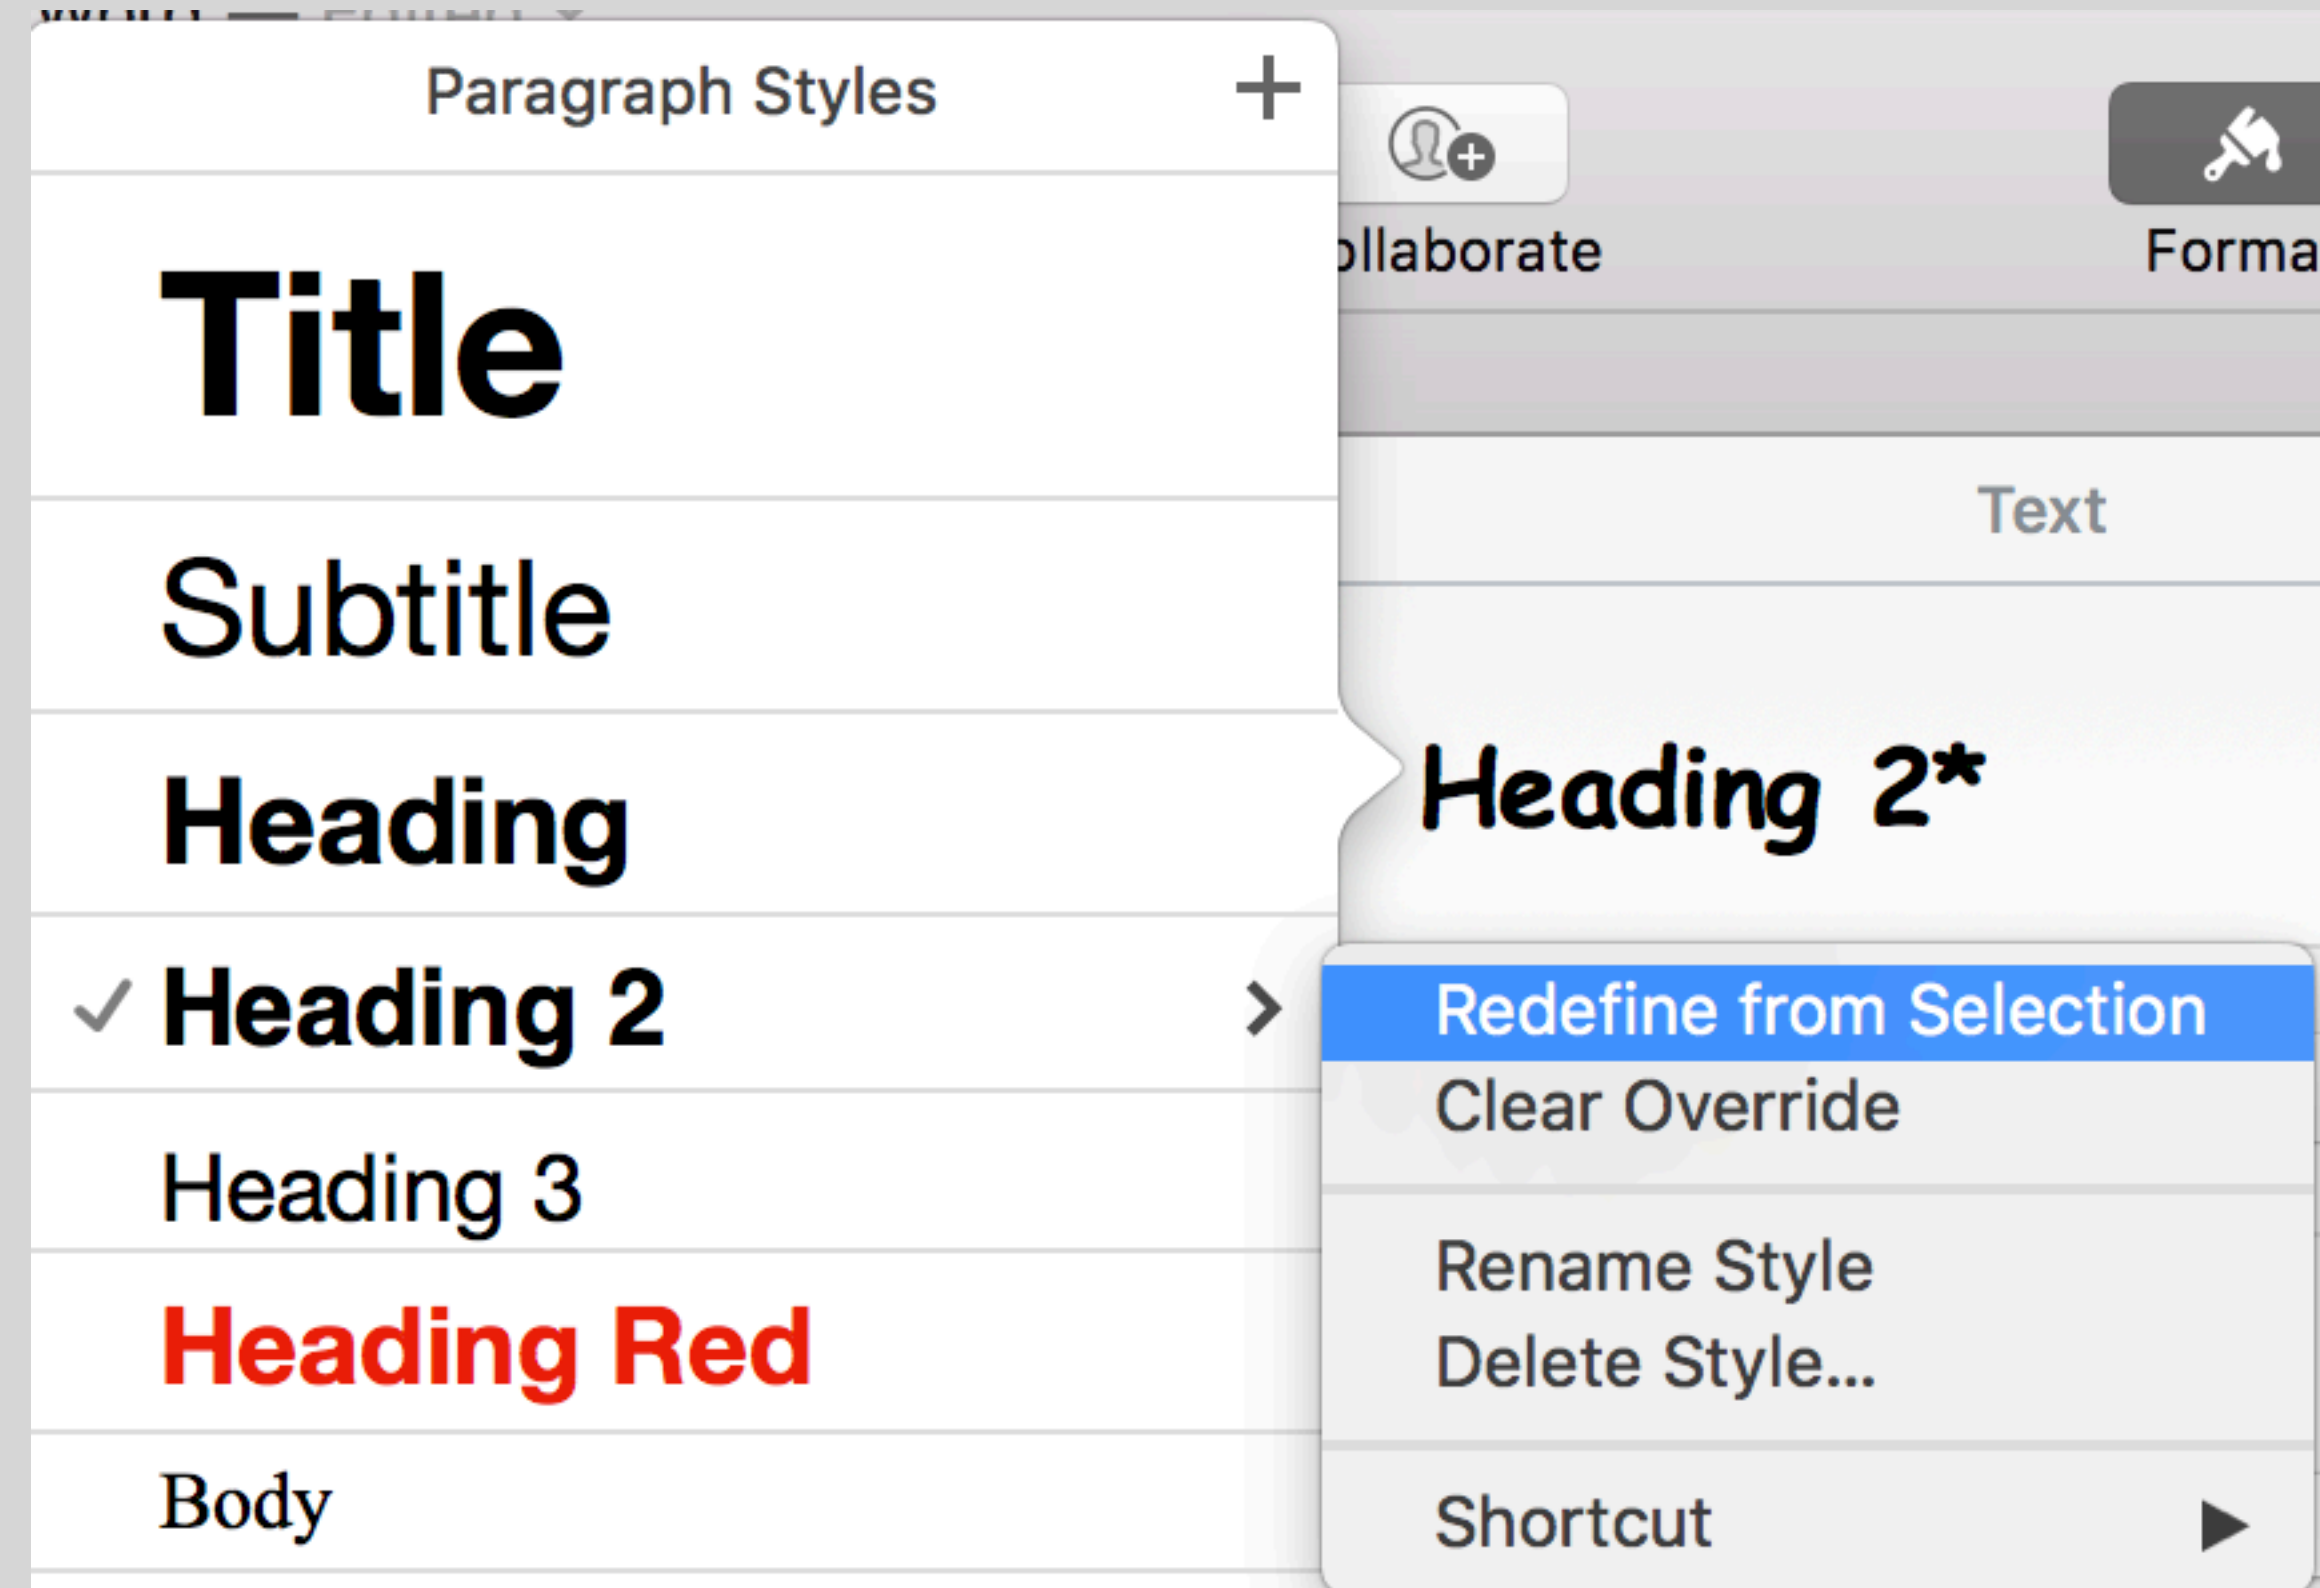 Paragraph Styles
Title
Subtitle
Heading
Heading 2
Heading 3
Heading Red
Body
ollaborate
Forma
Text
Heading 2*
Redefine from Selection
Clear Override
Rename Style
Delete Style...
Shortcut